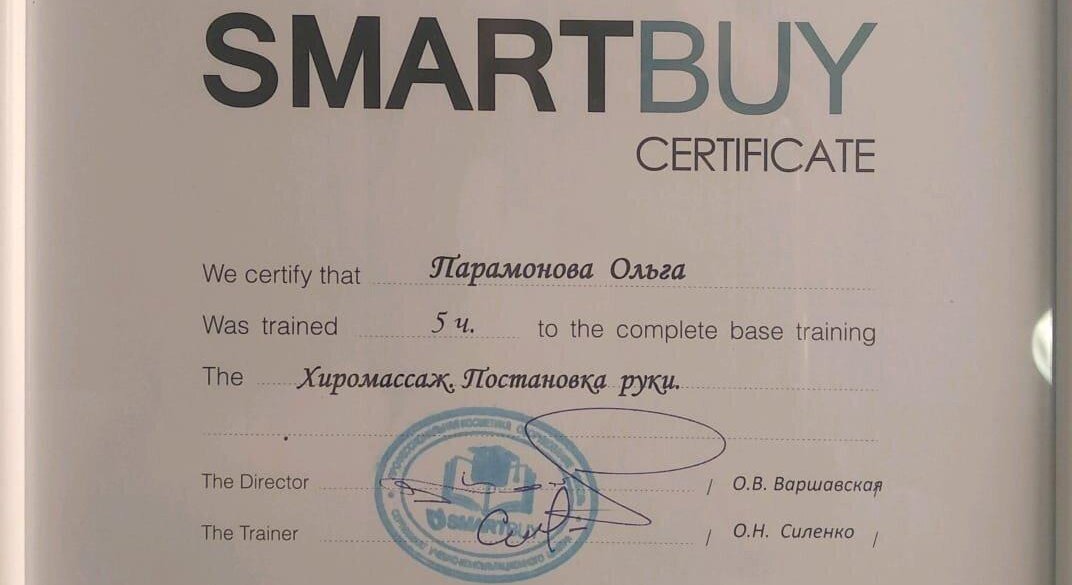 SMARTBUY
CERTIFICATE
We certify that Парамонова Ольга
Was trained 5 ч. to the complete base training
The Хиромассаж. Постановка руки.
The Director / О.В. Варшавская /
The Trainer / О.Н. Силенко /
SMARTBUY